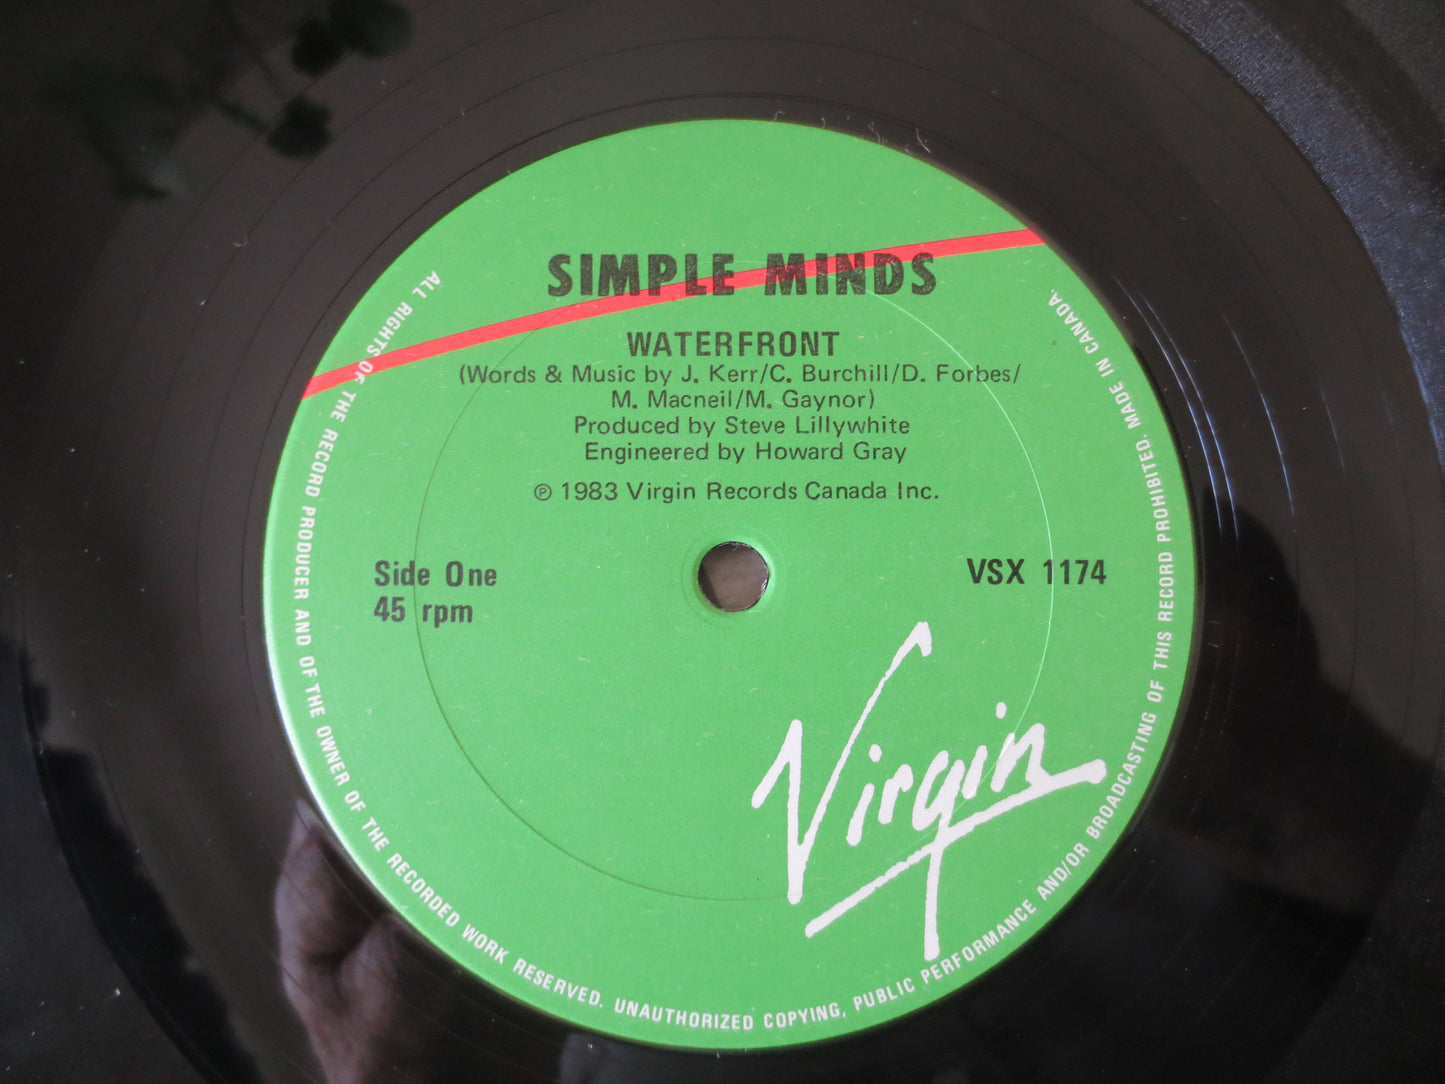 SIMPLE MINDS
WATERFRONT
(Words & Music by J. Kerr/C. Burchill/D. Forbes/
M. Macneil/M. Gaynor)
Produced by Steve Lillywhite
Engineered by Howard Gray
℗ 1983 Virgin Records Canada Inc.
Side One
45 rpm
VSX 1174
Virgin
ALL RIGHTS OF THE RECORD PRODUCER AND OF THE OWNER OF THE RECORDED WORK RESERVED. UNAUTHORIZED COPYING, PUBLIC PERFORMANCE AND/OR BROADCASTING OF THIS RECORD PROHIBITED. MADE IN CANADA.